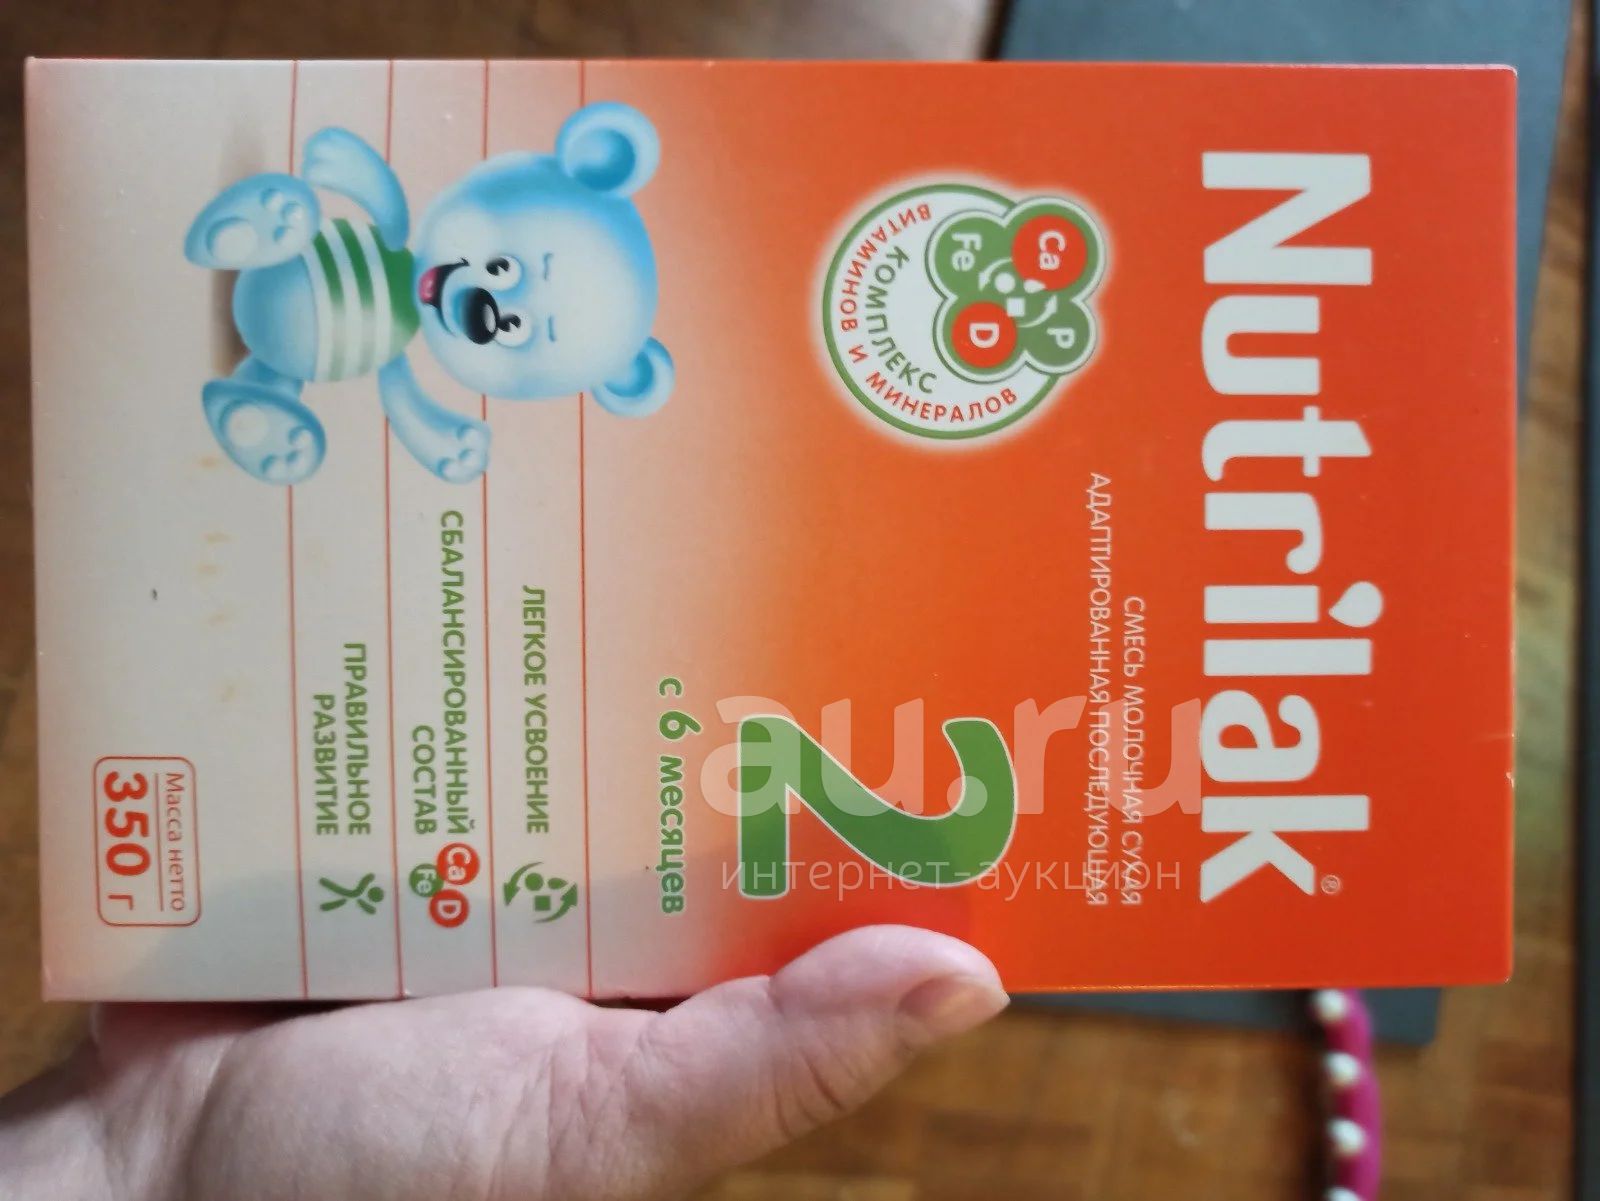 Nutrilak®
СМЕСЬ МОЛОЧНАЯ СУХАЯ
АДАПТИРОВАННАЯ ПОСЛЕДУЮЩАЯ
Ca
P
Fe
D
КОМПЛЕКС
ВИТАМИНОВ И МИНЕРАЛОВ
2
с 6 месяцев
ЛЕГКОЕ УСВОЕНИЕ
СБАЛАНСИРОВАННЫЙ
СОСТАВ
Ca
Fe
D
ПРАВИЛЬНОЕ
РАЗВИТИЕ
Масса нетто
350 г
au.ru
интернет-аукцион